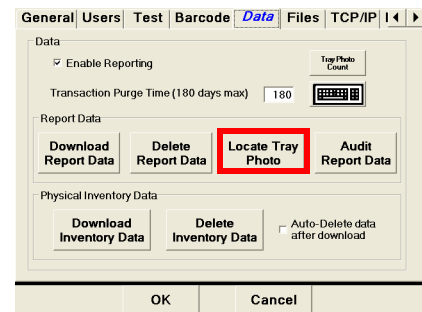 General Users Test Barcode Data Files TCP/IP
Data
Enable Reporting
Tray Photo
Count
Transaction Purge Time (180 days max) 180
Report Data
Download
Report Data
Delete
Report Data
Locate Tray
Photo
Audit
Report Data
Physical Inventory Data
Download
Inventory Data
Delete
Inventory Data
Auto-Delete data
after download
OK Cancel